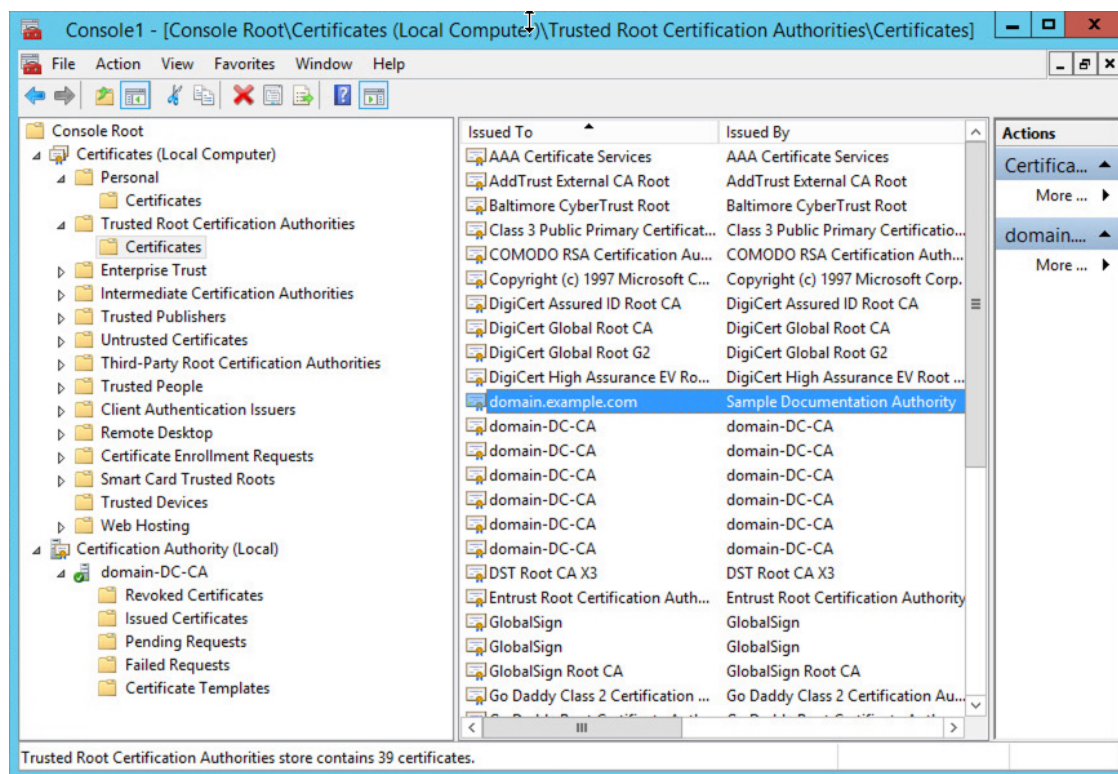 Console1 - [Console Root\Certificates (Local Computer)\Trusted Root Certification Authorities\Certificates]
File Action View Favorites Window Help
Console Root
Certificates (Local Computer)
Personal
Certificates
Trusted Root Certification Authorities
Certificates
Enterprise Trust
Intermediate Certification Authorities
Trusted Publishers
Untrusted Certificates
Third-Party Root Certification Authorities
Trusted People
Client Authentication Issuers
Remote Desktop
Certificate Enrollment Requests
Smart Card Trusted Roots
Trusted Devices
Web Hosting
Certification Authority (Local)
domain-DC-CA
Revoked Certificates
Issued Certificates
Pending Requests
Failed Requests
Certificate Templates
Issued To Issued By
AAA Certificate Services AAA Certificate Services
AddTrust External CA Root AddTrust External CA Root
Baltimore CyberTrust Root Baltimore CyberTrust Root
Class 3 Public Primary Certificat... Class 3 Public Primary Certificatio...
COMODO RSA Certification Au... COMODO RSA Certification Auth...
Copyright (c) 1997 Microsoft C... Copyright (c) 1997 Microsoft Corp.
DigiCert Assured ID Root CA DigiCert Assured ID Root CA
DigiCert Global Root CA DigiCert Global Root CA
DigiCert Global Root G2 DigiCert Global Root G2
DigiCert High Assurance EV Ro... DigiCert High Assurance EV Root ...
domain.example.com Sample Documentation Authority
domain-DC-CA domain-DC-CA
domain-DC-CA domain-DC-CA
domain-DC-CA domain-DC-CA
domain-DC-CA domain-DC-CA
domain-DC-CA domain-DC-CA
domain-DC-CA domain-DC-CA
DST Root CA X3 DST Root CA X3
Entrust Root Certification Auth... Entrust Root Certification Authority
GlobalSign GlobalSign
GlobalSign GlobalSign
GlobalSign Root CA GlobalSign Root CA
Go Daddy Class 2 Certification ... Go Daddy Class 2 Certification Au...
Actions
Certifica...
More ...
domain....
More ...
Trusted Root Certification Authorities store contains 39 certificates.